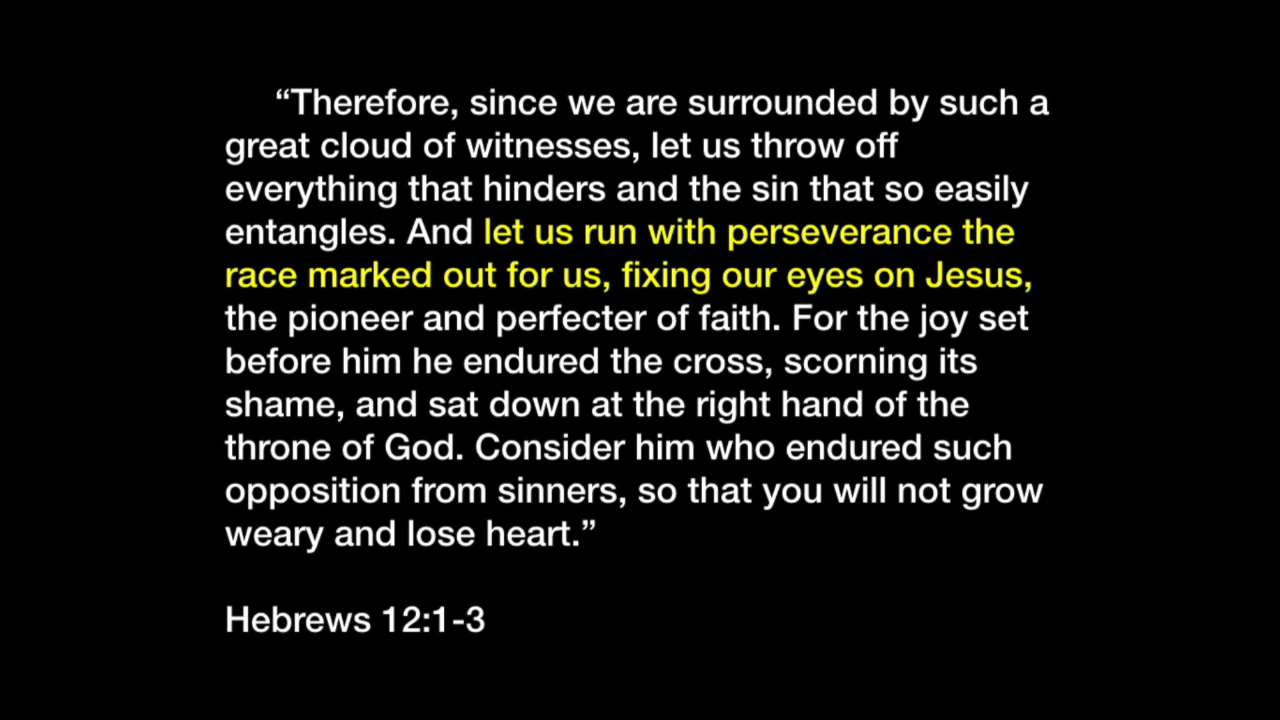 “Therefore, since we are surrounded by such a
great cloud of witnesses, let us throw off
everything that hinders and the sin that so easily
entangles. And let us run with perseverance the
race marked out for us, fixing our eyes on Jesus,
the pioneer and perfecter of faith. For the joy set
before him he endured the cross, scorning its
shame, and sat down at the right hand of the
throne of God. Consider him who endured such
opposition from sinners, so that you will not grow
weary and lose heart.”
Hebrews 12:1-3